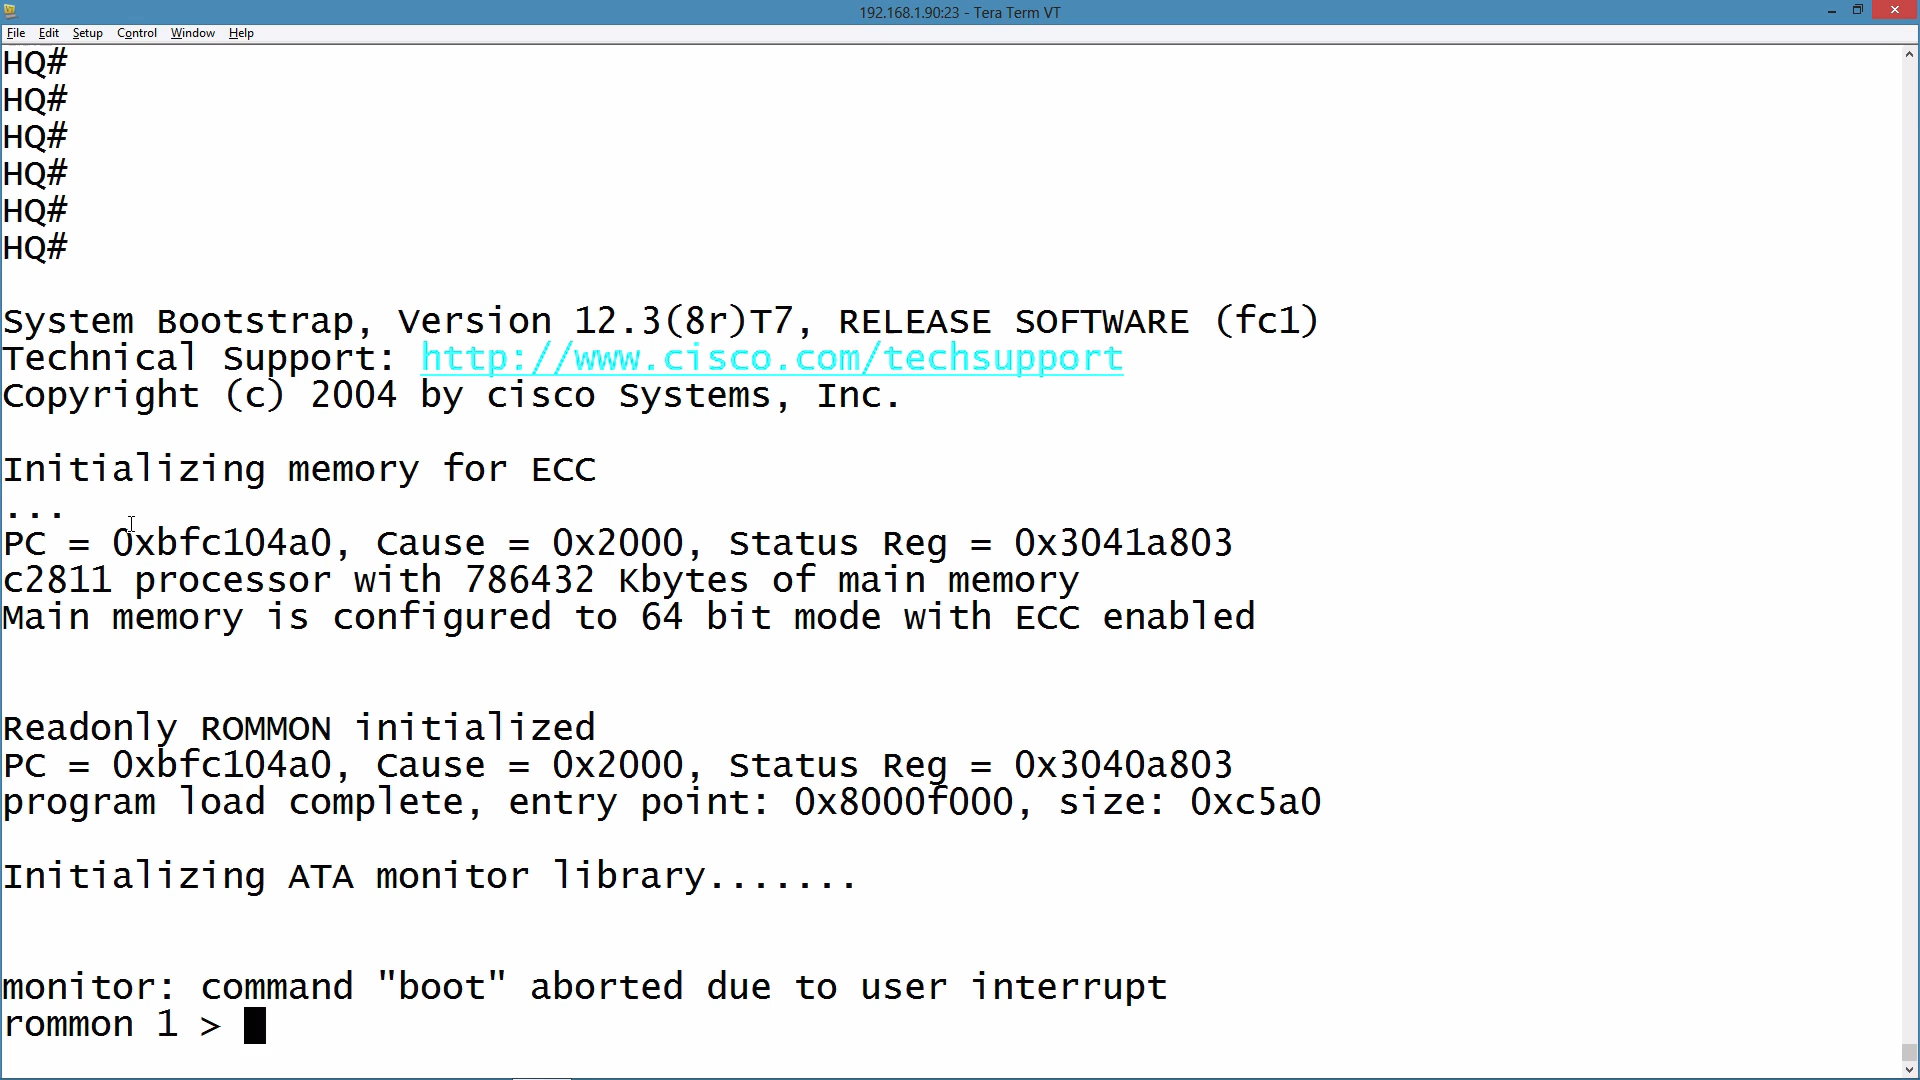 192.168.1.90:23 - Tera Term VT
File Edit Setup Control Window Help
HQ#
HQ#
HQ#
HQ#
HQ#
HQ#
System Bootstrap, Version 12.3(8r)T7, RELEASE SOFTWARE (fc1)
Technical Support: http://www.cisco.com/techsupport
Copyright (c) 2004 by cisco Systems, Inc.
Initializing memory for ECC
...
PC = 0xbfc104a0, Cause = 0x2000, Status Reg = 0x3041a803
c2811 processor with 786432 Kbytes of main memory
Main memory is configured to 64 bit mode with ECC enabled
Readonly ROMMON initialized
PC = 0xbfc104a0, Cause = 0x2000, Status Reg = 0x3040a803
program load complete, entry point: 0x8000f000, size: 0xc5a0
Initializing ATA monitor library.......
monitor: command "boot" aborted due to user interrupt
rommon 1 >